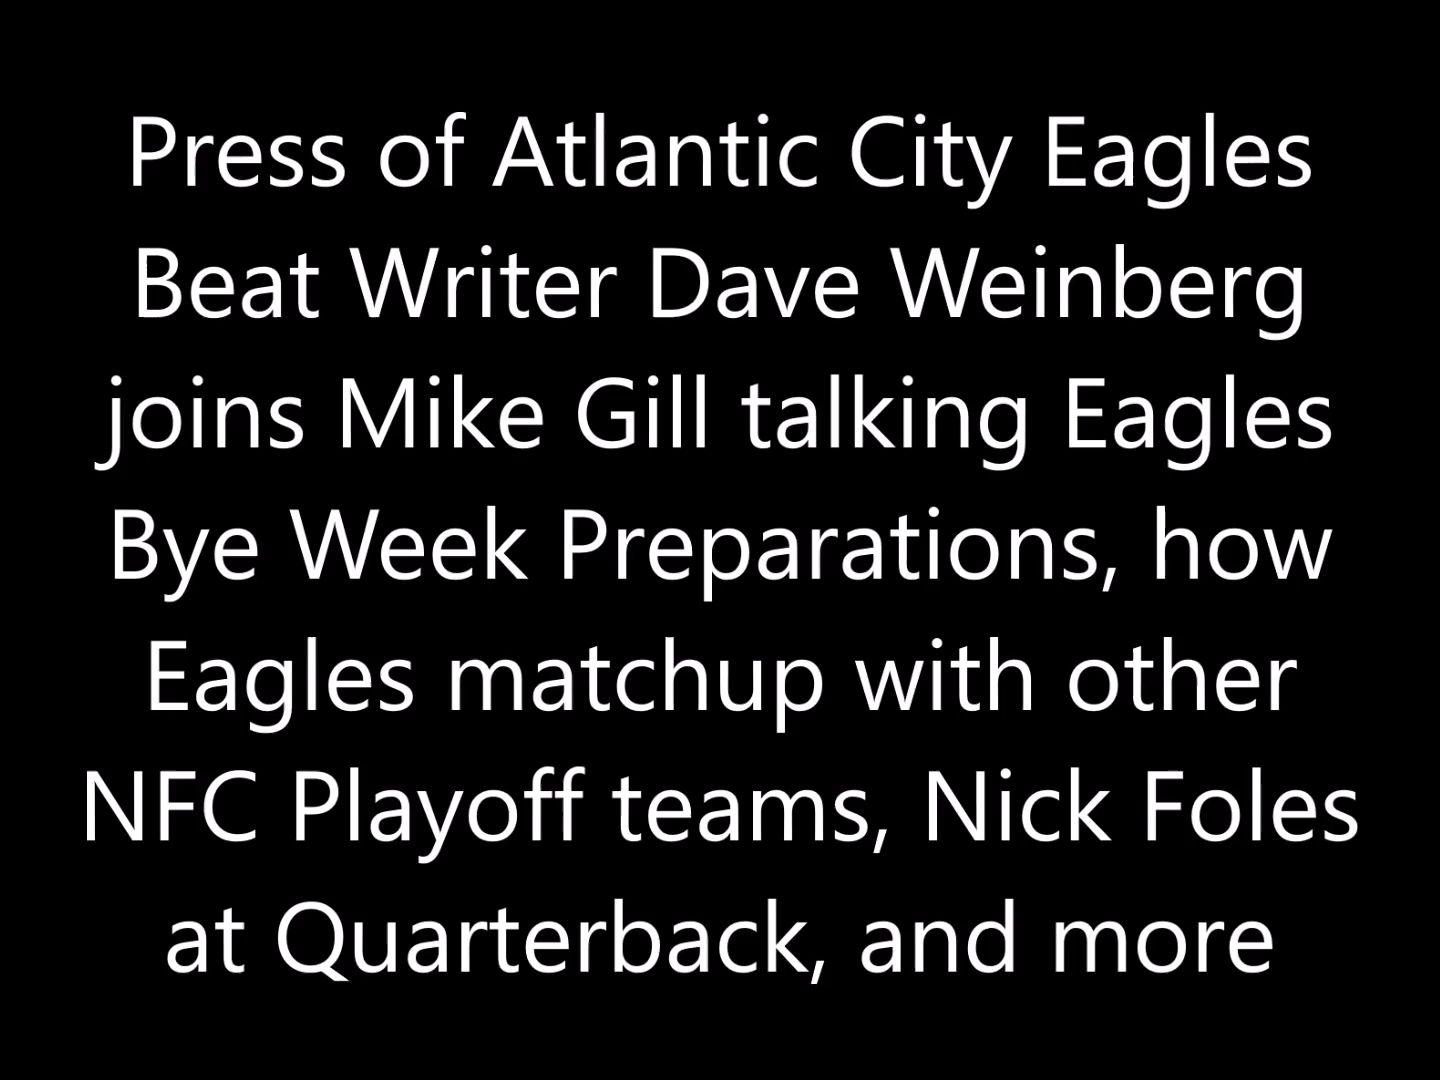 Press of Atlantic City Eagles
Beat Writer Dave Weinberg
joins Mike Gill talking Eagles
Bye Week Preparations, how
Eagles matchup with other
NFC Playoff teams, Nick Foles
at Quarterback, and more